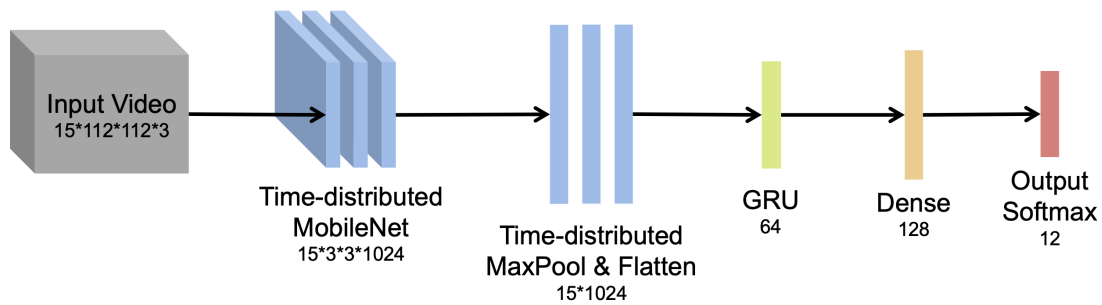 Input Video
15*112*112*3
Time-distributed
MobileNet
15*3*3*1024
Time-distributed
MaxPool & Flatten
15*1024
GRU
64
Dense
128
Output
Softmax
12